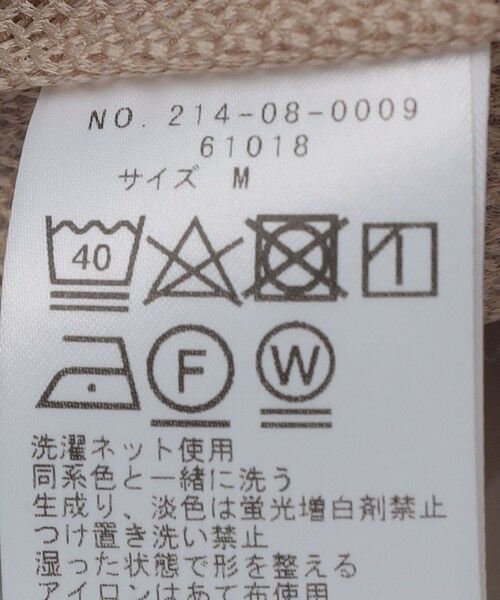 NO. 214-08-0009
61018
サイズ M
40
F W
洗濯ネット使用
同系色と一緒に洗う
生成り、淡色は蛍光増白剤禁止
つけ置き洗い禁止
湿った状態で形を整える
アイロンはあて布使用